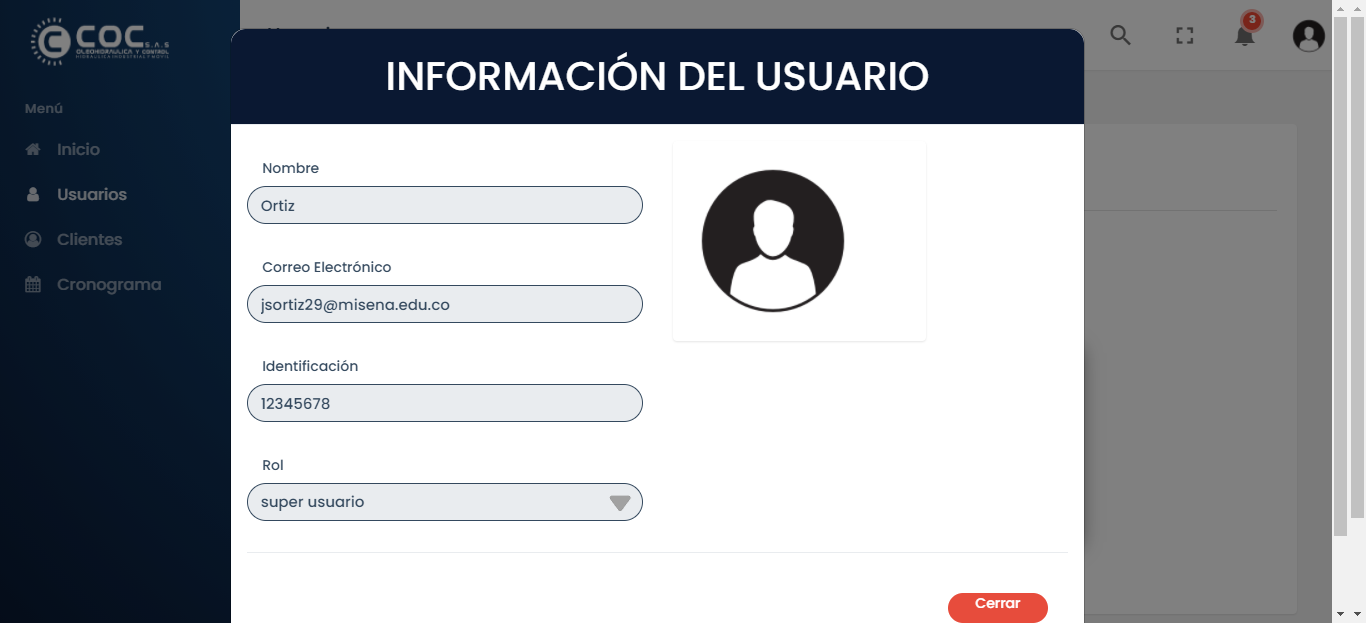 COC S.A.S
OLEOHIDRAULICA Y CONTROL
HIDRAULICA INDUSTRIAL Y MOVIL
3
INFORMACIÓN DEL USUARIO
Menú
Inicio
Usuarios
Clientes
Cronograma
Nombre
Ortiz
Correo Electrónico
jsortiz29@misena.edu.co
Identificación
12345678
Rol
super usuario
Cerrar